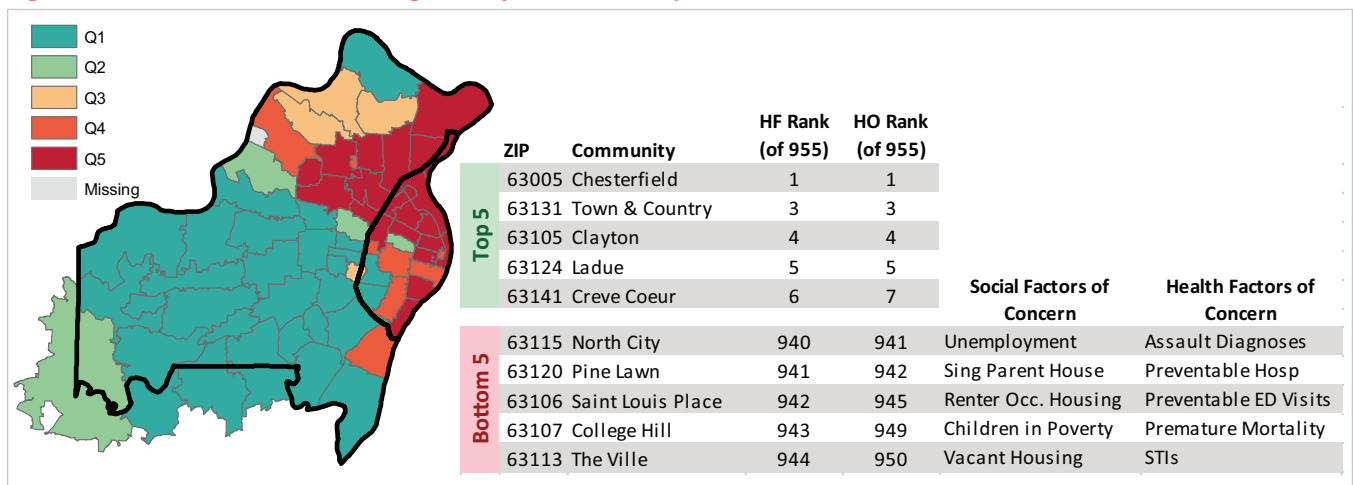 Q1
Q2
Q3
Q4
Q5
Missing
HF Rank HO Rank
ZIP Community (of 955) (of 955)
Top 5
63005 Chesterfield 1 1
63131 Town & Country 3 3
63105 Clayton 4 4
63124 Ladue 5 5
63141 Creve Coeur 6 7
Social Factors of Concern Health Factors of Concern
Bottom 5
63115 North City 940 941 Unemployment Assault Diagnoses
63120 Pine Lawn 941 942 Sing Parent House Preventable Hosp
63106 Saint Louis Place 942 945 Renter Occ. Housing Preventable ED Visits
63107 College Hill 943 949 Children in Poverty Premature Mortality
63113 The Ville 944 950 Vacant Housing STIs